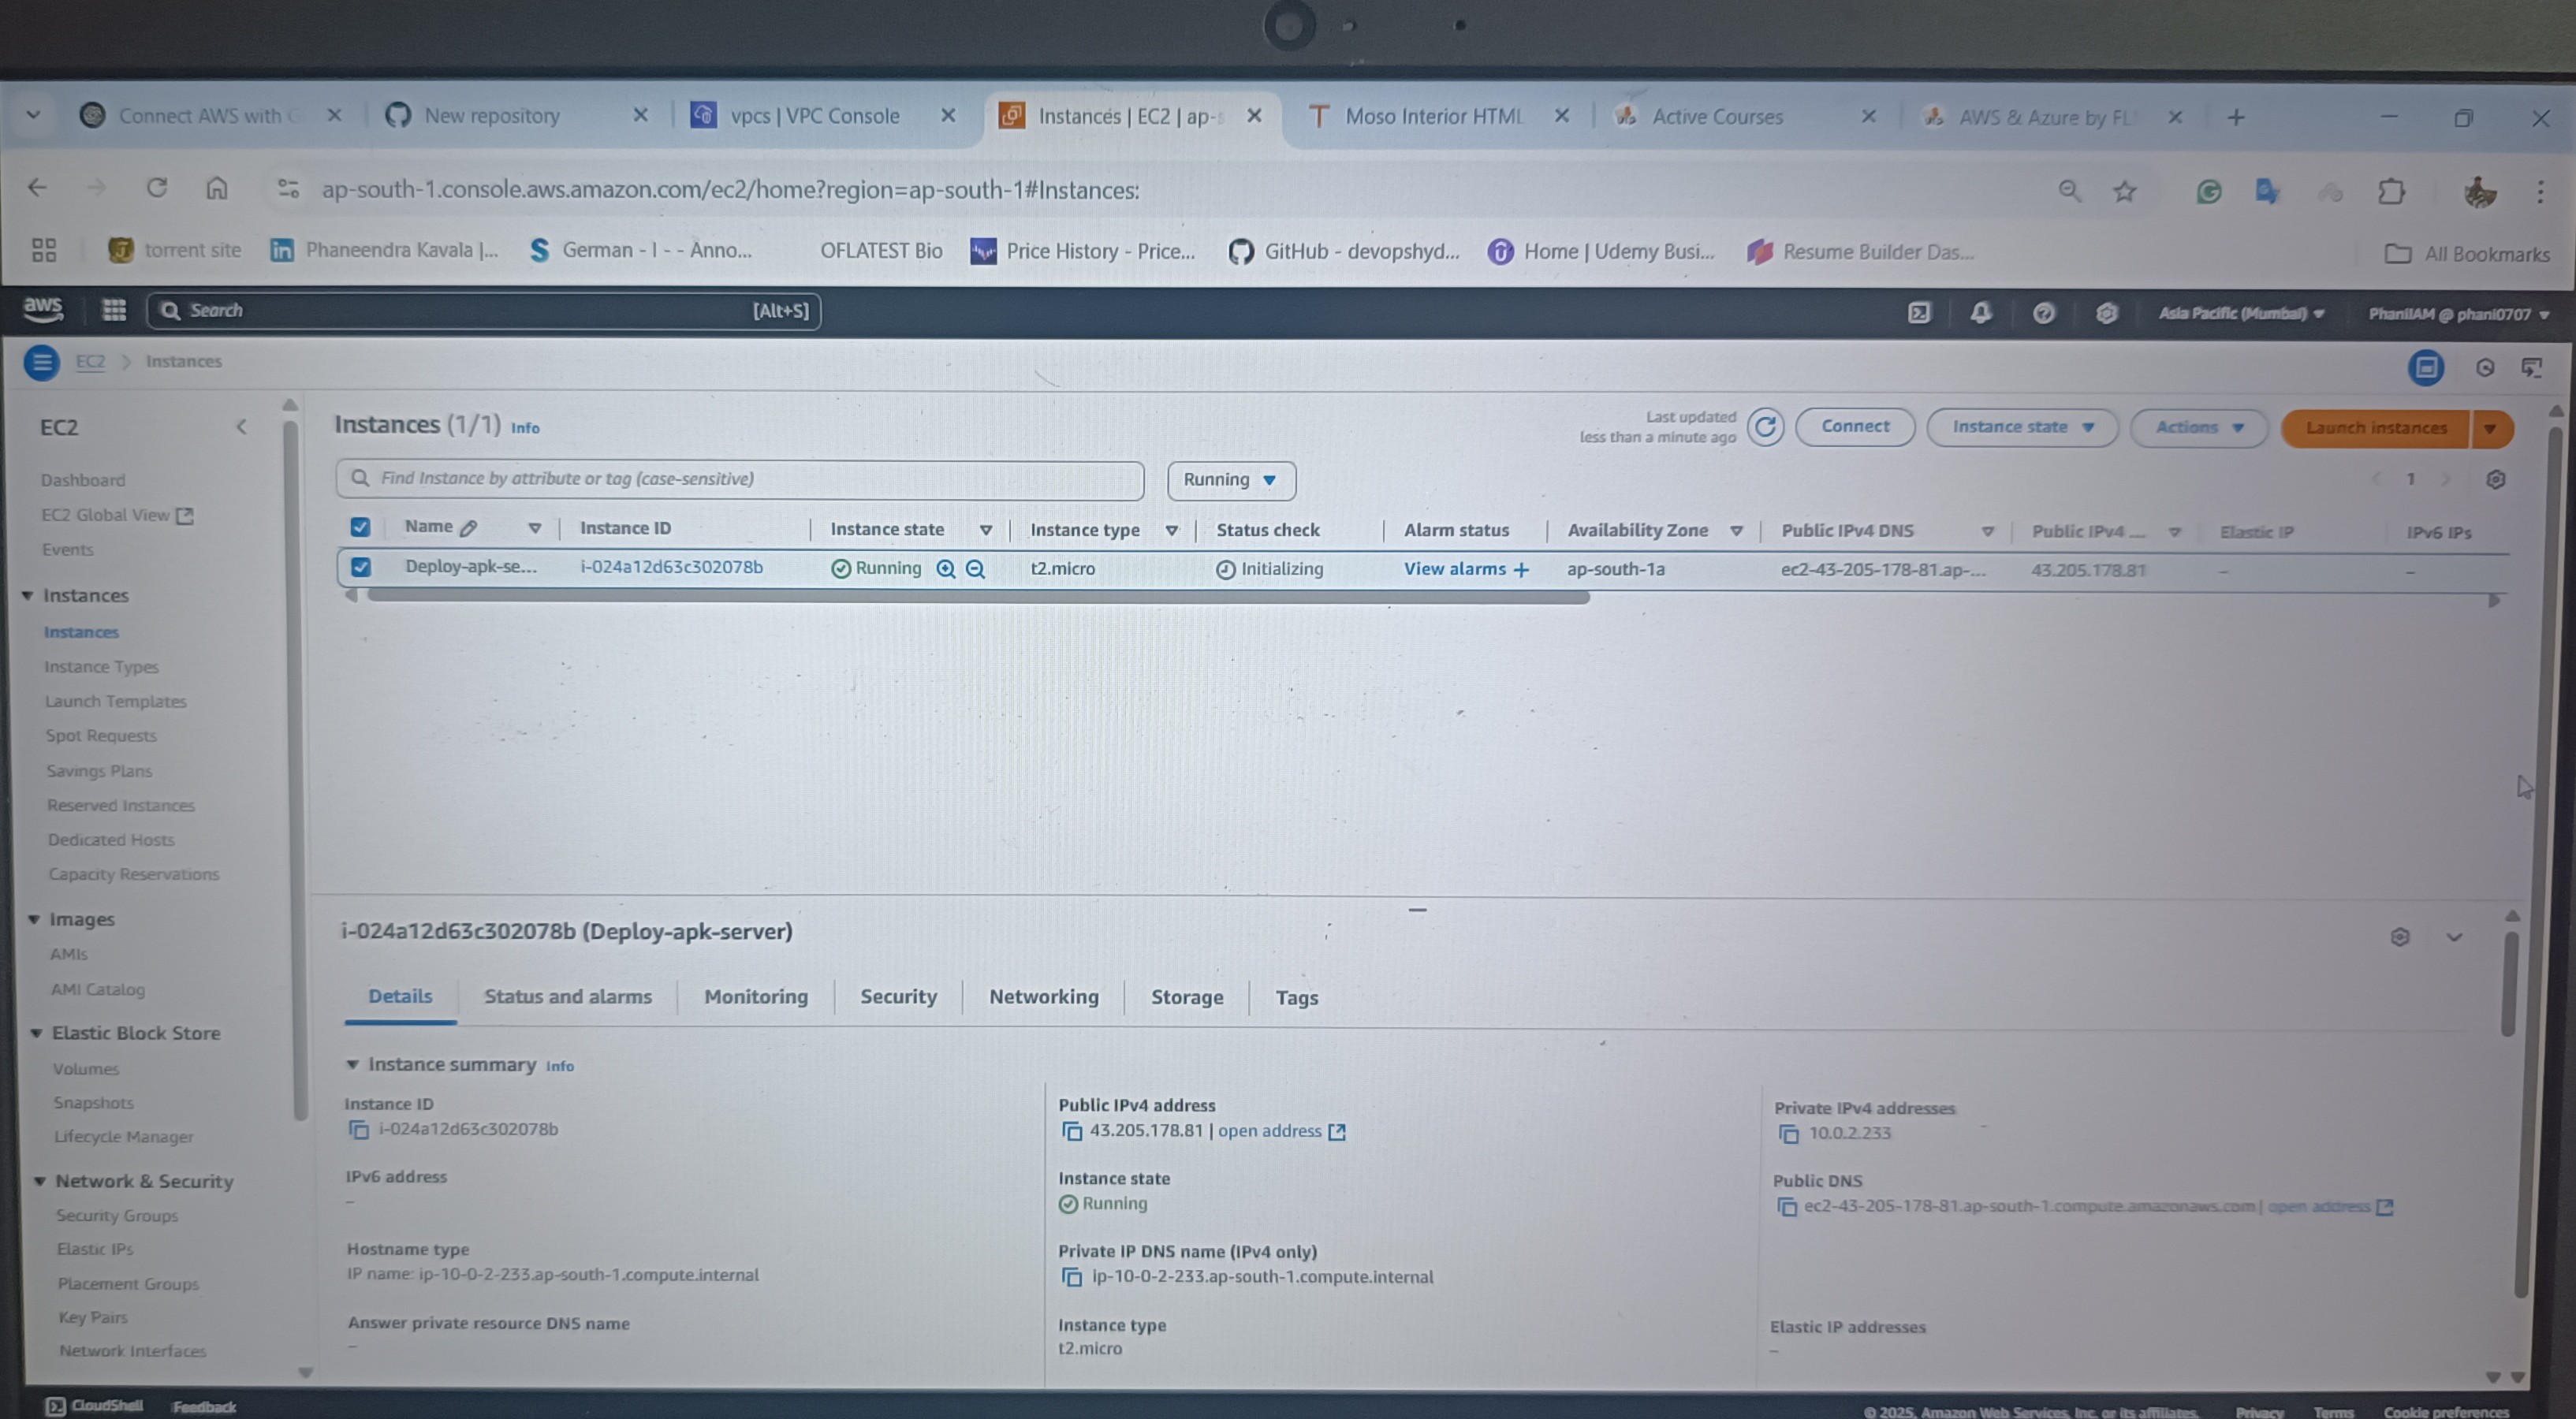 Connect AWS with G
New repository
vpcs | VPC Console
Instances | EC2 | ap-s
Moso Interior HTML
Active Courses
AWS & Azure by FL
ap-south-1.console.aws.amazon.com/ec2/home?region=ap-south-1#Instances:
torrent site
Phaneendra Kavala |...
German - I - - Anno...
OFLATEST Bio
Price History - Price...
GitHub - devopshyd...
Home | Udemy Busi...
Resume Builder Das...
All Bookmarks
aws
Search
[Alt+S]
Asia Pacific (Mumbai)
PhaniIAM @ phani0707
EC2 > Instances
EC2
Dashboard
EC2 Global View
Events
Instances
Instances
Instance Types
Launch Templates
Spot Requests
Savings Plans
Reserved Instances
Dedicated Hosts
Capacity Reservations
Images
AMIs
AMI Catalog
Elastic Block Store
Volumes
Snapshots
Lifecycle Manager
Network & Security
Security Groups
Elastic IPs
Placement Groups
Key Pairs
Network Interfaces
Instances (1/1) Info
Last updated
less than a minute ago
Connect
Instance state
Actions
Launch instances
Find Instance by attribute or tag (case-sensitive)
Running
1
Name Instance ID Instance state Instance type Status check Alarm status Availability Zone Public IPv4 DNS Public IPv4 ... Elastic IP IPv6 IPs
Deploy-apk-se... i-024a12d63c302078b Running t2.micro Initializing View alarms + ap-south-1a ec2-43-205-178-81.ap-... 43.205.178.81 – –
i-024a12d63c302078b (Deploy-apk-server)
Details
Status and alarms
Monitoring
Security
Networking
Storage
Tags
Instance summary Info
Instance ID
i-024a12d63c302078b
Public IPv4 address
43.205.178.81 | open address
Private IPv4 addresses
10.0.2.233
IPv6 address
–
Instance state
Running
Public DNS
ec2-43-205-178-81.ap-south-1.compute.amazonaws.com | open address
Hostname type
IP name: ip-10-0-2-233.ap-south-1.compute.internal
Private IP DNS name (IPv4 only)
ip-10-0-2-233.ap-south-1.compute.internal
Answer private resource DNS name
–
Instance type
t2.micro
Elastic IP addresses
–
CloudShell
Feedback
© 2025, Amazon Web Services, Inc. or its affiliates.
Privacy
Terms
Cookie preferences